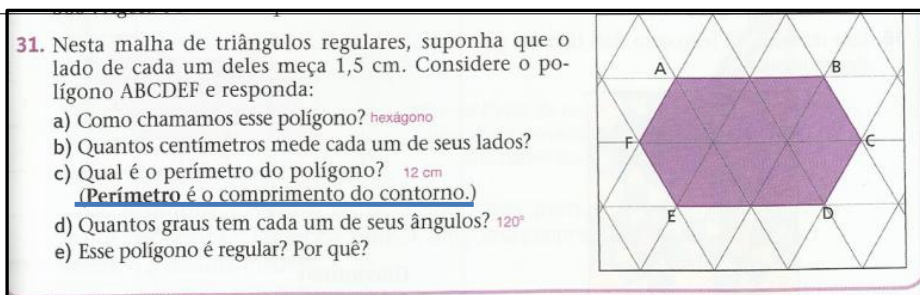 31. Nesta malha de triângulos regulares, suponha que o
lado de cada um deles meça 1,5 cm. Considere o po-
lígono ABCDEF e responda:
a) Como chamamos esse polígono? hexágono
b) Quantos centímetros mede cada um de seus lados?
c) Qual é o perímetro do polígono? 12 cm
(Perímetro é o comprimento do contorno.)
d) Quantos graus tem cada um de seus ângulos? 120°
e) Esse polígono é regular? Por quê?
A B
F C
E D